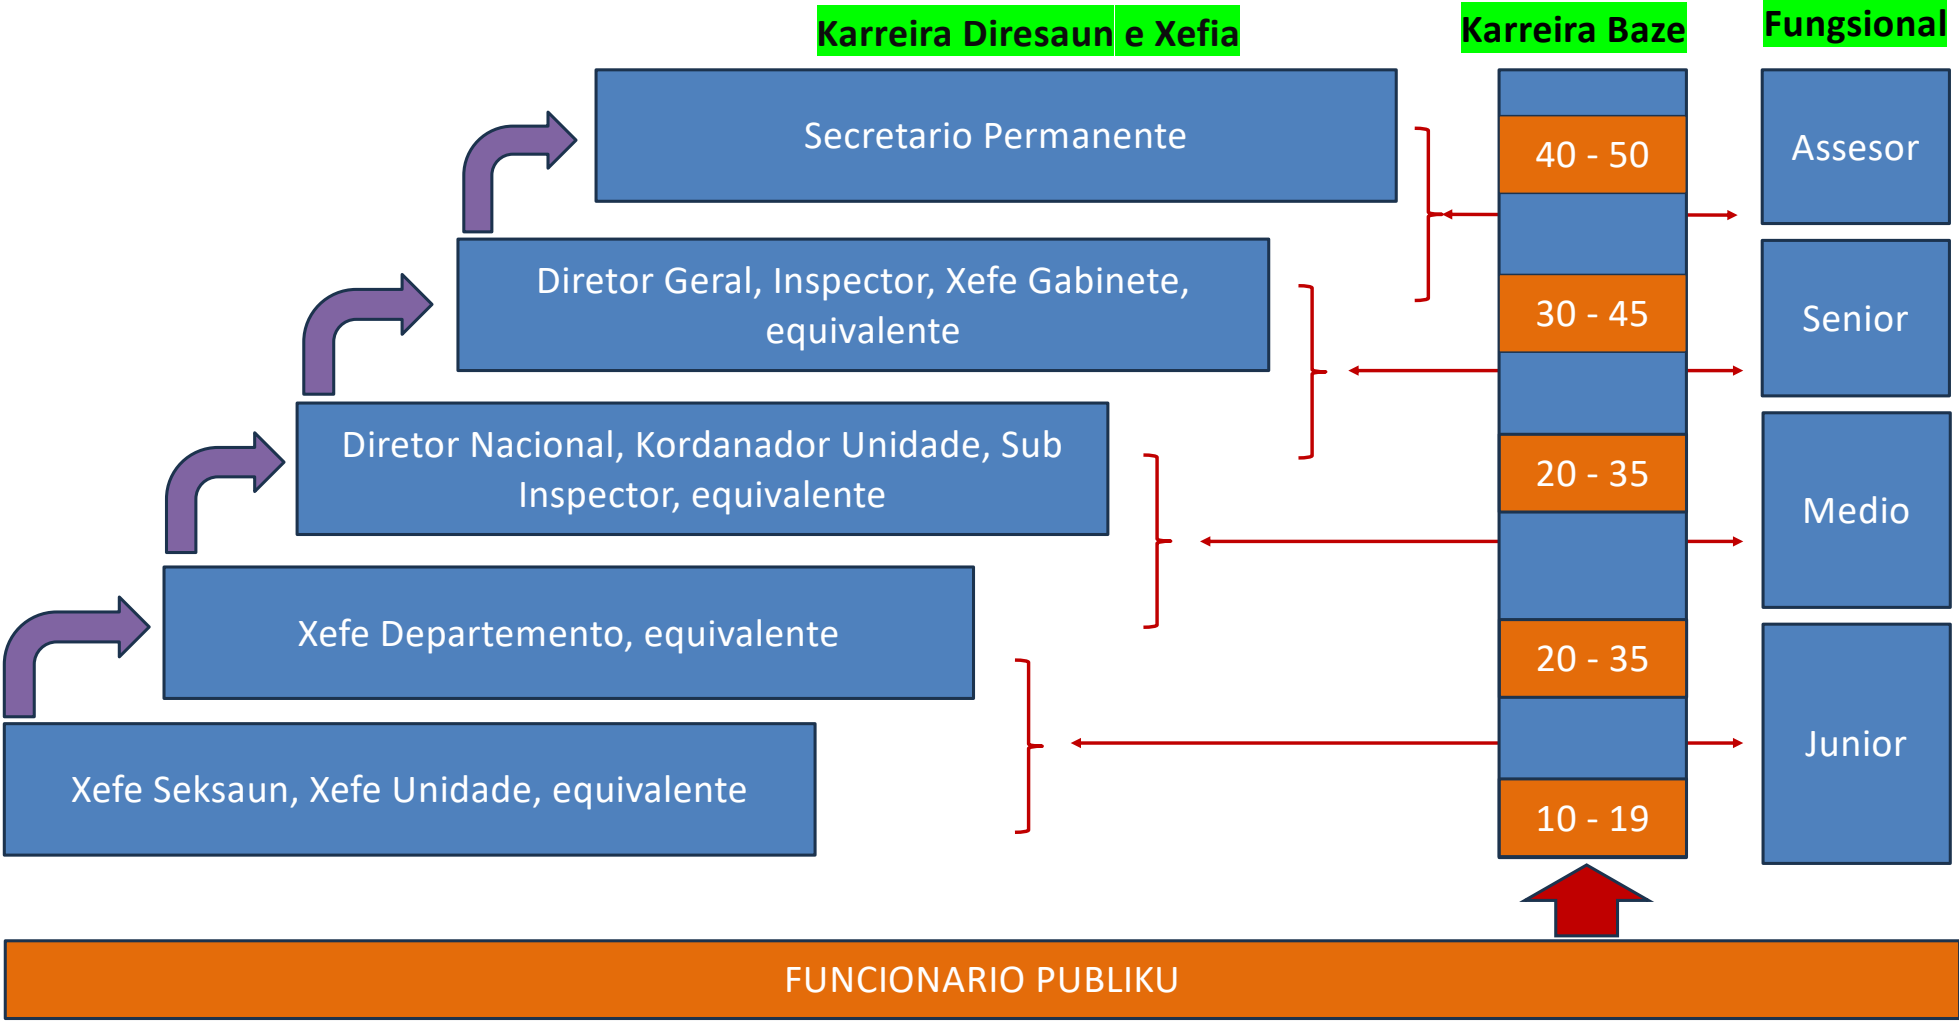 Karreira Diresaun e Xefia
Karreira Baze
Fungsional
Secretario Permanente
40 - 50
Assesor
Diretor Geral, Inspector, Xefe Gabinete,
equivalente
30 - 45
Senior
Diretor Nacional, Kordanador Unidade, Sub
Inspector, equivalente
20 - 35
Medio
Xefe Departemento, equivalente
20 - 35
Junior
Xefe Seksaun, Xefe Unidade, equivalente
10 - 19
FUNCIONARIO PUBLIKU